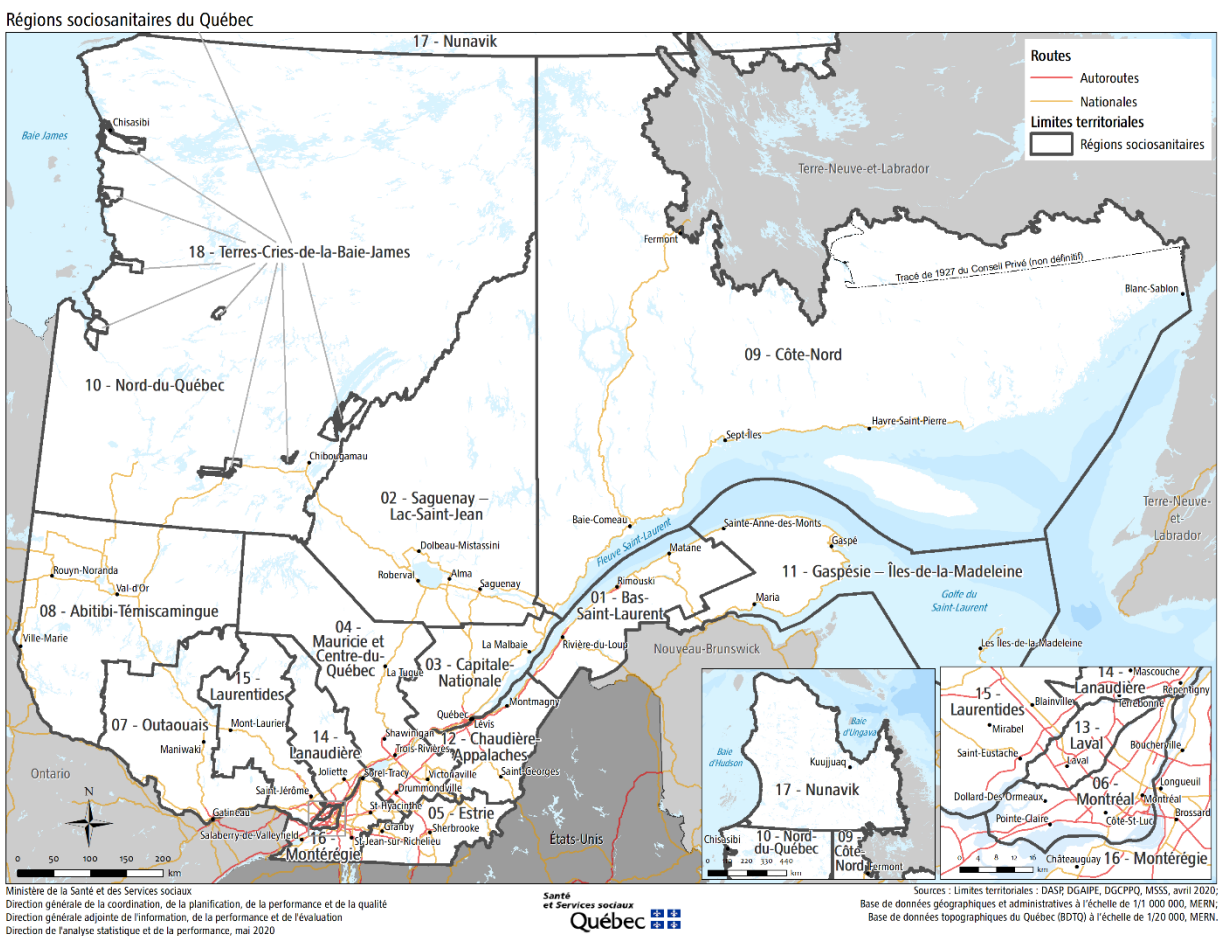 Régions sociosanitaires du Québec
17 - Nunavik
Routes
Autoroutes
Nationales
Limites territoriales
Régions sociosanitaires
Chisasibi
Baie James
Terre-Neuve-et-Labrador
Fermont
18 - Terres-Cries-de-la-Baie-James
Tracé de 1927 du Conseil Privé (non définitif)
Blanc-Sablon
09 - Côte-Nord
10 - Nord-du-Québec
Havre-Saint-Pierre
Sept-Îles
Chibougamau
02 - Saguenay –
Lac-Saint-Jean
Terre-Neuve-
et-
Labrador
Baie-Comeau
Fleuve Saint-Laurent
Sainte-Anne-des-Monts
Gaspé
Matane
Dolbeau-Mistassini
Rouyn-Noranda
Val-d'Or
Roberval
Alma
Saguenay
Rimouski
11 - Gaspésie – Îles-de-la-Madeleine
Maria
Golfe du
Saint-Laurent
08 - Abitibi-Témiscamingue
01 - Bas-
Saint-Laurent
Ville-Marie
04 -
Mauricie et
Centre-du-
Québec
La Tuque
La Malbaie
Rivière-du-Loup
Nouveau-Brunswick
Les Îles-de-la-Madeleine
03 - Capitale-
Nationale
15 -
Laurentides
07 - Outaouais
Mont-Laurier
Maniwaki
14 -
Lanaudière
Montmagny
Québec
Lévis
Shawinigan
Trois-Rivières
12 - Chaudière-
Appalaches
Saint-Georges
Ontario
Joliette
Sorel-Tracy
Victoriaville
Drummondville
Saint-Jérôme
St-Hyacinthe
05 - Estrie
Gatineau
Granby
Sherbrooke
Salaberry-de-Valleyfield
St-Jean-sur-Richelieu
16 -
Montérégie
États-Unis
N
0 50 100 150 200
km
Baie
d'Ungava
Baie
d'Hudson
Kuujjuaq
17 - Nunavik
Chisasibi
10 - Nord-
du-Québec
09 -
Côte-
Nord
Fermont
0 110 220 330 440
km
14 -
Lanaudière
Mascouche
Repentigny
Terrebonne
15 -
Laurentides
Blainville
Mirabel
13 -
Laval
Boucherville
Saint-Eustache
Laval
Longueuil
06 -
Montréal
Dollard-Des Ormeaux
Montréal
Pointe-Claire
Côte-St-Luc
Brossard
Châteauguay
16 - Montérégie
0 4 8 12 16
km
Ministère de la Santé et des Services sociaux
Direction générale de la coordination, de la planification, de la performance et de la qualité
Direction générale adjointe de l'information, de la performance et de l'évaluation
Direction de l'analyse statistique et de la performance, mai 2020
Santé
et Services sociaux
Québec
Sources : Limites territoriales : DASP, DGAIPE, DGCPPQ, MSSS, avril 2020;
Base de données géographiques et administratives à l'échelle de 1/1 000 000, MERN;
Base de données topographiques du Québec (BDTQ) à l'échelle de 1/20 000, MERN.